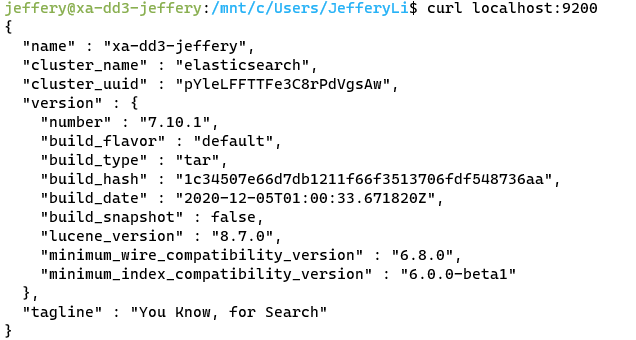 jeffery@xa-dd3-jeffery:/mnt/c/Users/JefferyLi$ curl localhost:9200
{
  "name" : "xa-dd3-jeffery",
  "cluster_name" : "elasticsearch",
  "cluster_uuid" : "pYleLFFTTFe3C8rPdVgsAw",
  "version" : {
    "number" : "7.10.1",
    "build_flavor" : "default",
    "build_type" : "tar",
    "build_hash" : "1c34507e66d7db1211f66f3513706fdf548736aa",
    "build_date" : "2020-12-05T01:00:33.671820Z",
    "build_snapshot" : false,
    "lucene_version" : "8.7.0",
    "minimum_wire_compatibility_version" : "6.8.0",
    "minimum_index_compatibility_version" : "6.0.0-beta1"
  },
  "tagline" : "You Know, for Search"
}